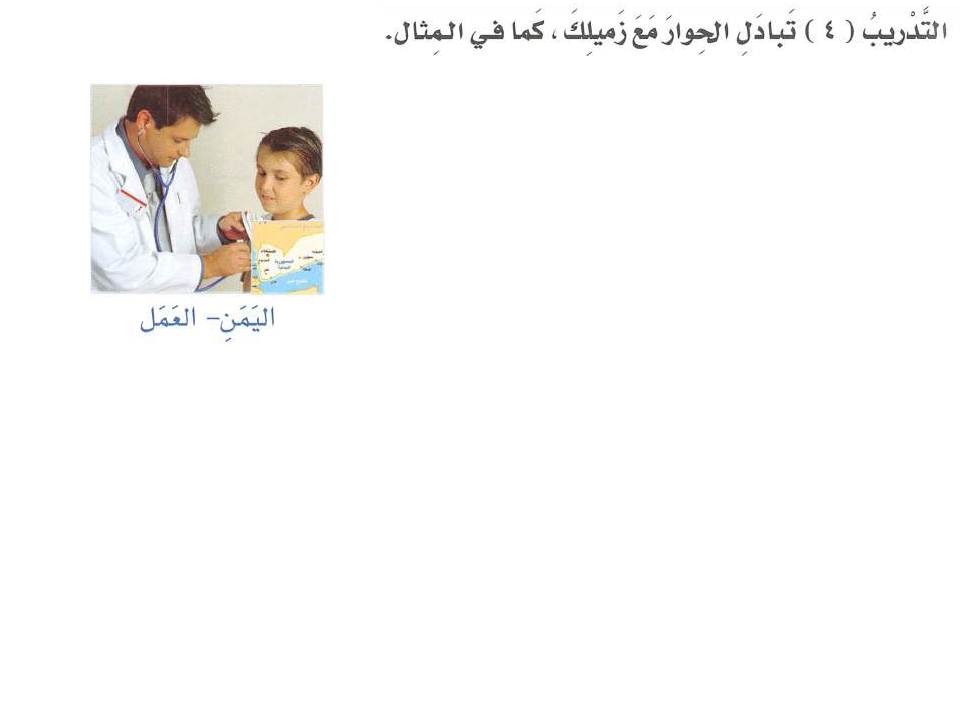 التَّدْريبُ ( ٤ ) تَبادَلِ الحِوارَ مَعَ زَميلِكَ ، كَما في المِثال.
اليَمَنِ - العَمَل